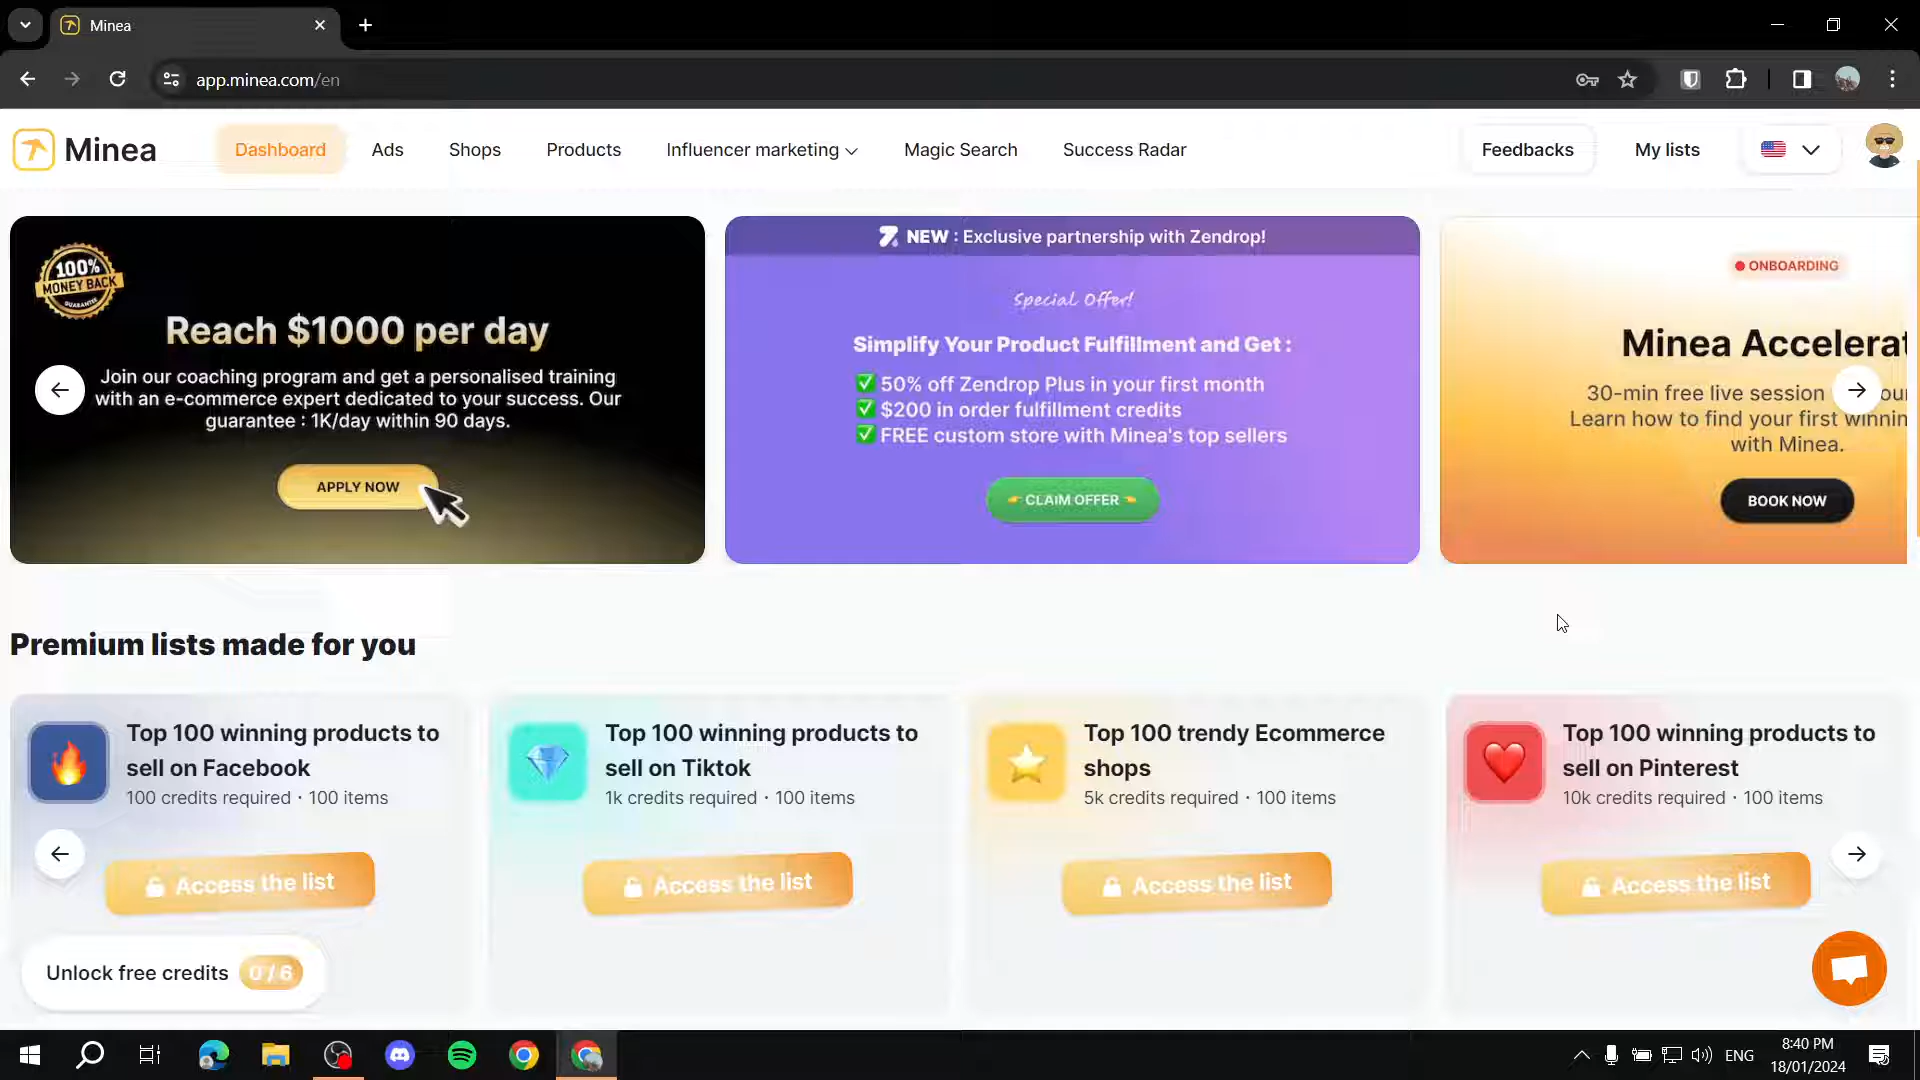 Minea
app.minea.com/en
Minea
Dashboard
Ads
Shops
Products
Influencer marketing
Magic Search
Success Radar
Feedbacks
My lists
100%
MONEY BACK
GUARANTEE
Reach $1000 per day
Join our coaching program and get a personalised training
with an e-commerce expert dedicated to your success. Our
guarantee : 1K/day within 90 days.
APPLY NOW
NEW : Exclusive partnership with Zendrop!
Special Offer!
Simplify Your Product Fulfillment and Get :
✅ 50% off Zendrop Plus in your first month
✅ $200 in order fulfillment credits
✅ FREE custom store with Minea's top sellers
CLAIM OFFER
ONBOARDING
Minea Accelerat
30-min free live session
Learn how to find your first winnin
with Minea.
BOOK NOW
Premium lists made for you
Top 100 winning products to
sell on Facebook
100 credits required • 100 items
Access the list
Top 100 winning products to
sell on Tiktok
1k credits required • 100 items
Access the list
Top 100 trendy Ecommerce
shops
5k credits required • 100 items
Access the list
Top 100 winning products to
sell on Pinterest
10k credits required • 100 items
Access the list
Unlock free credits 0 / 6
ENG
8:40 PM
18/01/2024